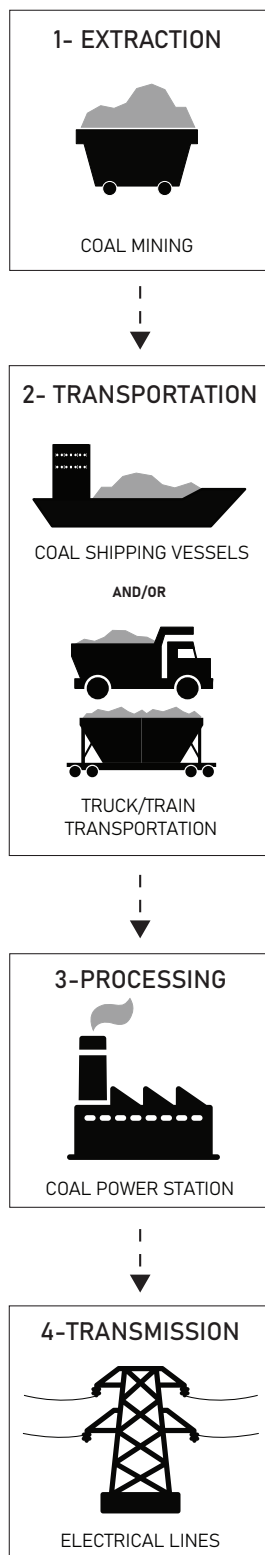 1- EXTRACTION
COAL MINING
2- TRANSPORTATION
COAL SHIPPING VESSELS
AND/OR
TRUCK/TRAIN
TRANSPORTATION
3-PROCESSING
COAL POWER STATION
4-TRANSMISSION
ELECTRICAL LINES